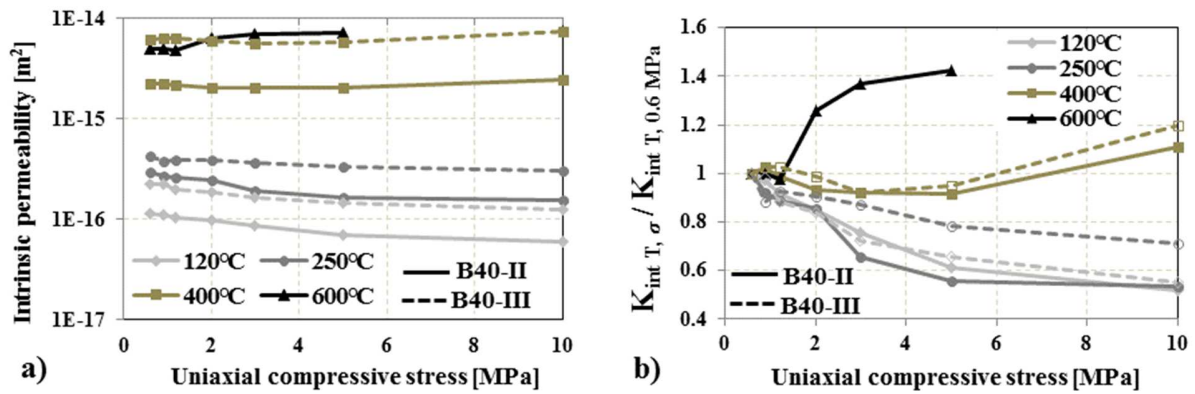 Intrinsic permeability [m²]
1E-14
1E-15
1E-16
1E-17
120°C
250°C
400°C
600°C
B40-II
B40-III
0
2
4
6
8
10
Uniaxial compressive stress [MPa]
a)
K int T, σ / K int T, 0.6 MPa
1.6
1.4
1.2
1
0.8
0.6
0.4
120°C
250°C
400°C
600°C
B40-II
B40-III
0
2
4
6
8
10
Uniaxial compressive stress [MPa]
b)